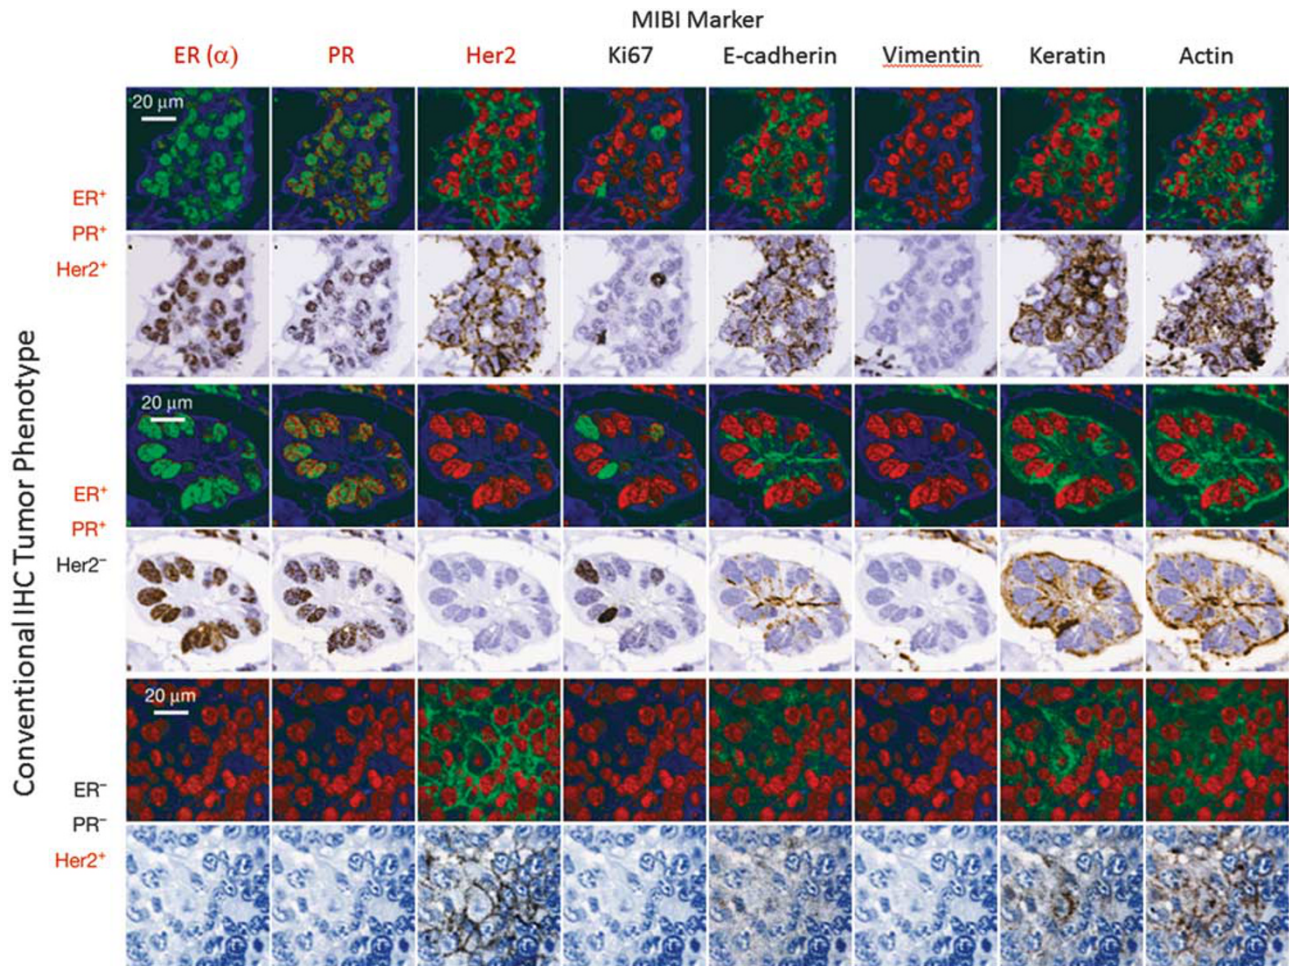 MIBI Marker
ER (α) PR Her2 Ki67 E-cadherin Vimentin Keratin Actin
20 μm
ER⁺
PR⁺
Her2⁺
20 μm
ER⁺
PR⁺
Her2⁻
20 μm
ER⁻
PR⁻
Her2⁺
Conventional IHC Tumor Phenotype